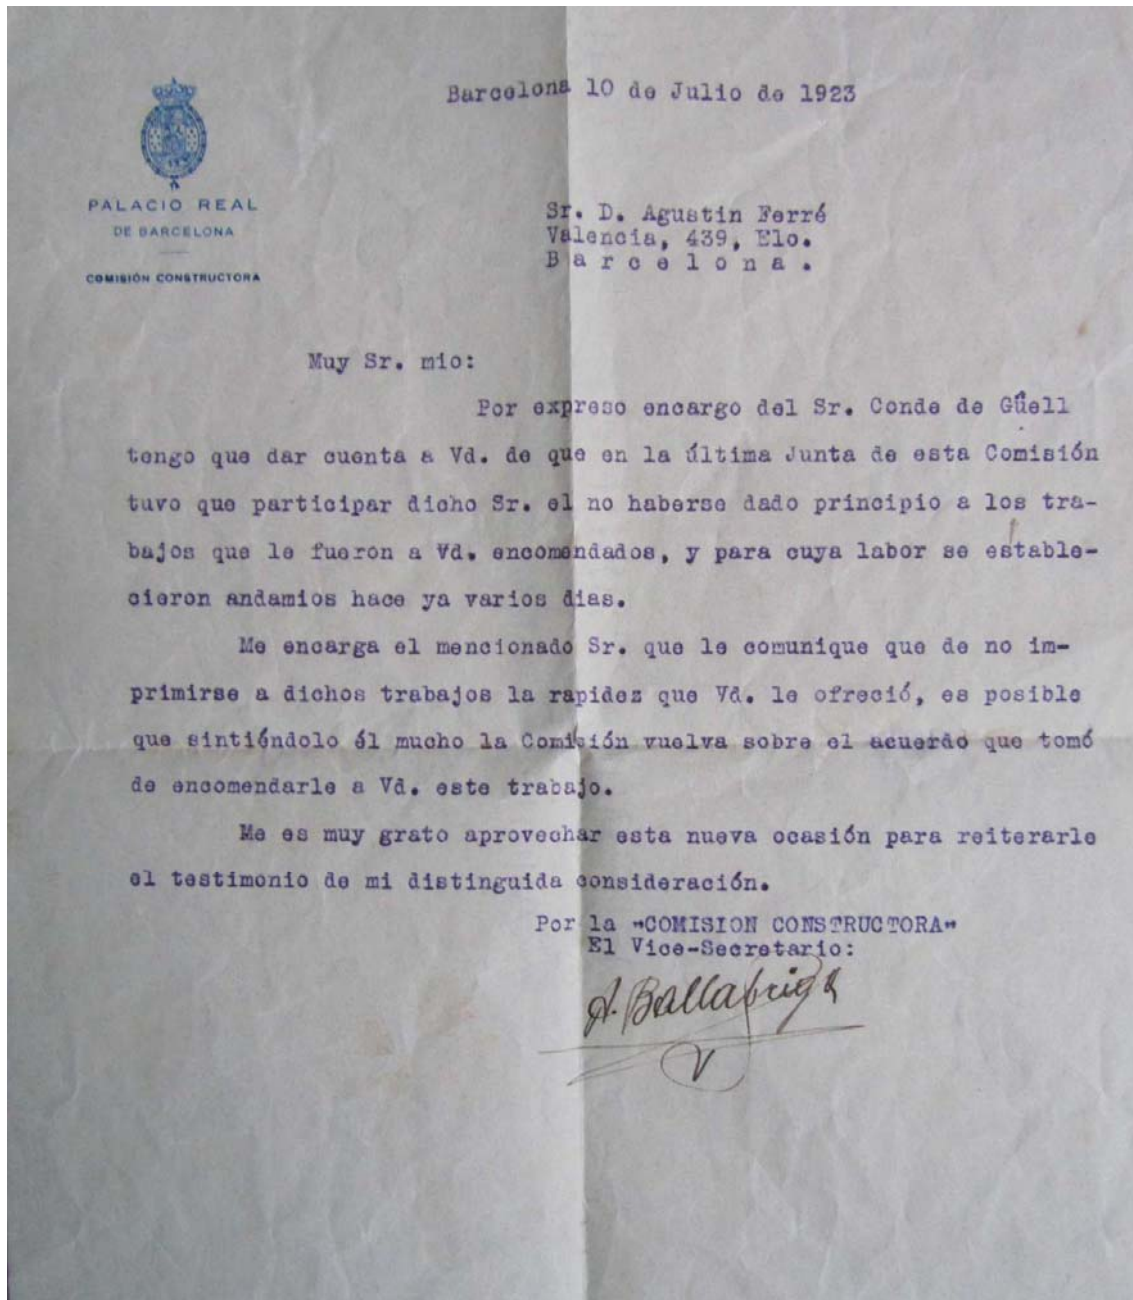 Barcelona 10 de Julio de 1923
PALACIO REAL
DE BARCELONA
COMISIÓN CONSTRUCTORA
Sr. D. Agustin Ferré
Valencia, 439, Elo.
Barcelona.
Muy Sr. mio:
Por expreso encargo del Sr. Conde de Güell
tengo que dar cuenta a Vd. de que en la última Junta de esta Comisión
tuvo que participar dicho Sr. el no haberse dado principio a los tra-
bajos que le fueron a Vd. encomendados, y para cuya labor se estable-
cieron andamios hace ya varios dias.
Me encarga el mencionado Sr. que le comunique que de no im-
primirse a dichos trabajos la rapidez que Vd. le ofreció, es posible
que sintiéndolo él mucho la Comisión vuelva sobre el acuerdo que tomó
de encomendarle a Vd. este trabajo.
Me es muy grato aprovechar esta nueva ocasión para reiterarle
el testimonio de mi distinguida consideración.
Por la "COMISION CONSTRUCTORA"
El Vice-Secretario:
A. Ballabriga